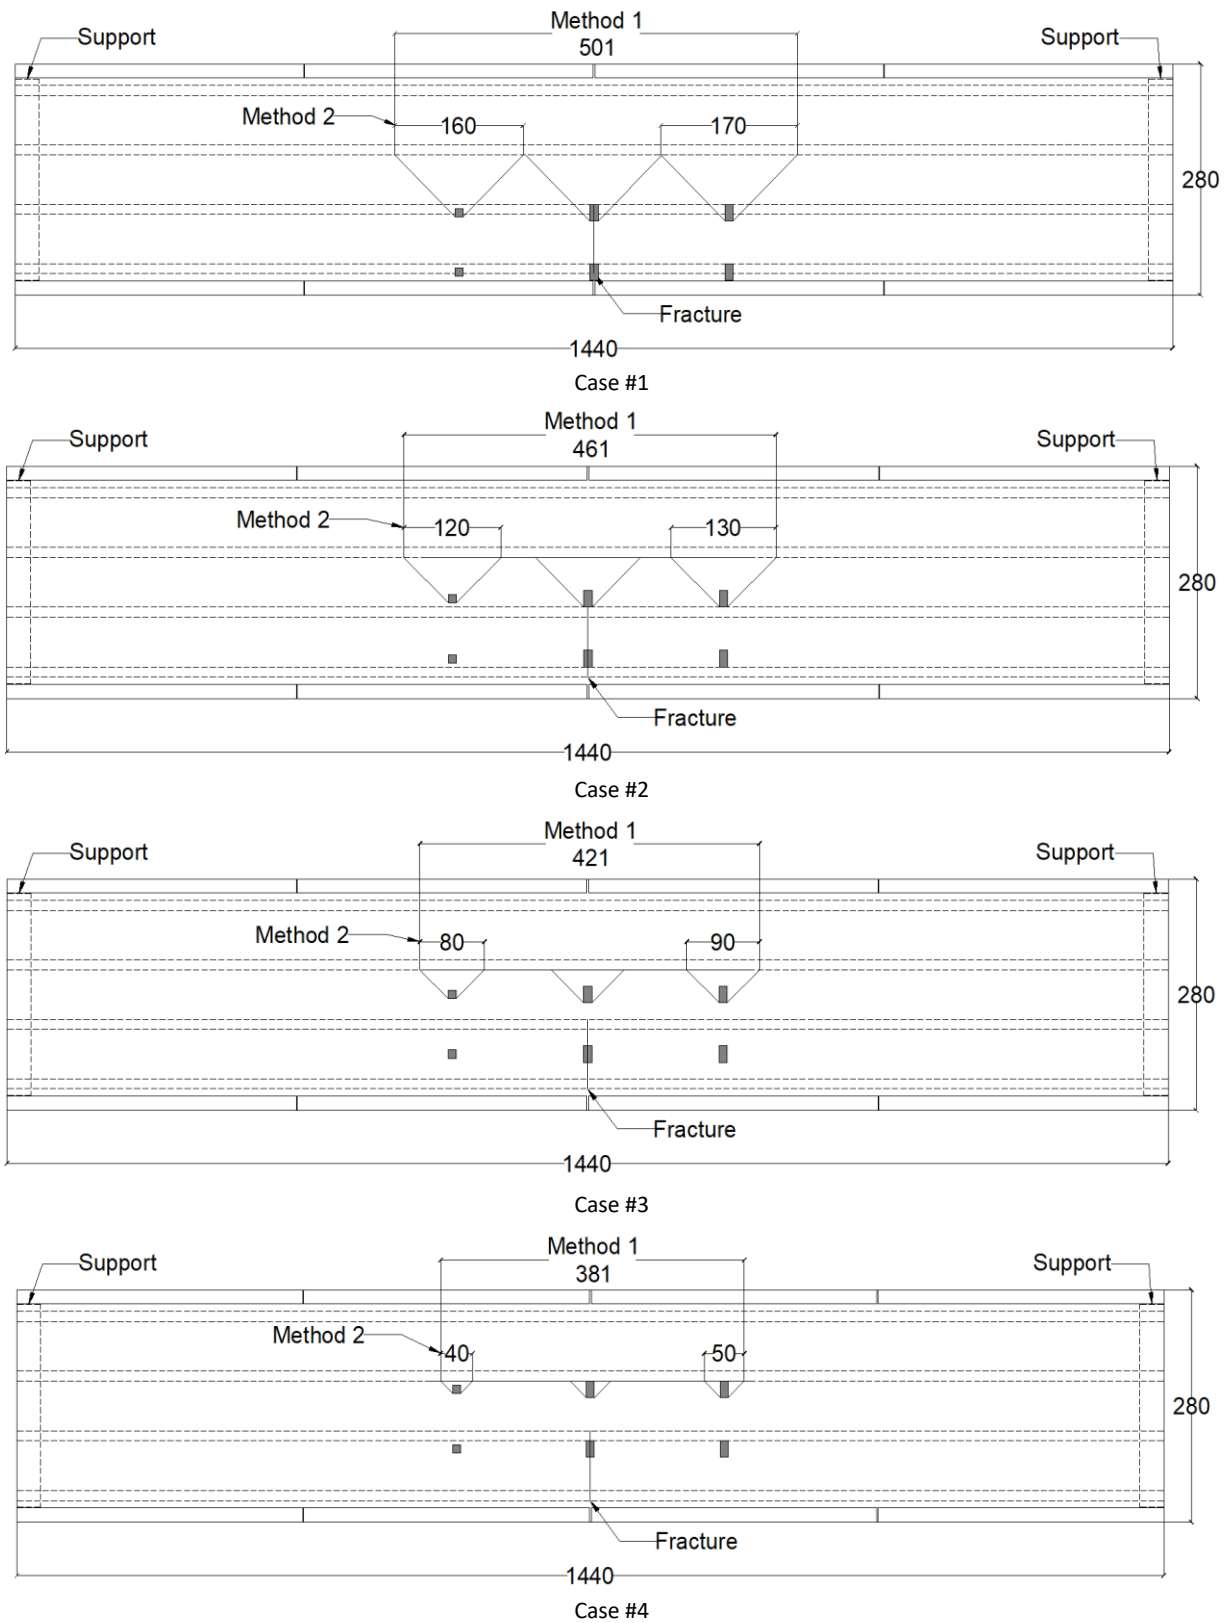 Method 1
501
Support
Support
Method 2
160
170
280
Fracture
1440
Case #1
Method 1
461
Support
Support
Method 2
120
130
280
Fracture
1440
Case #2
Method 1
421
Support
Support
Method 2
80
90
280
Fracture
1440
Case #3
Method 1
381
Support
Support
Method 2
40
50
280
Fracture
1440
Case #4